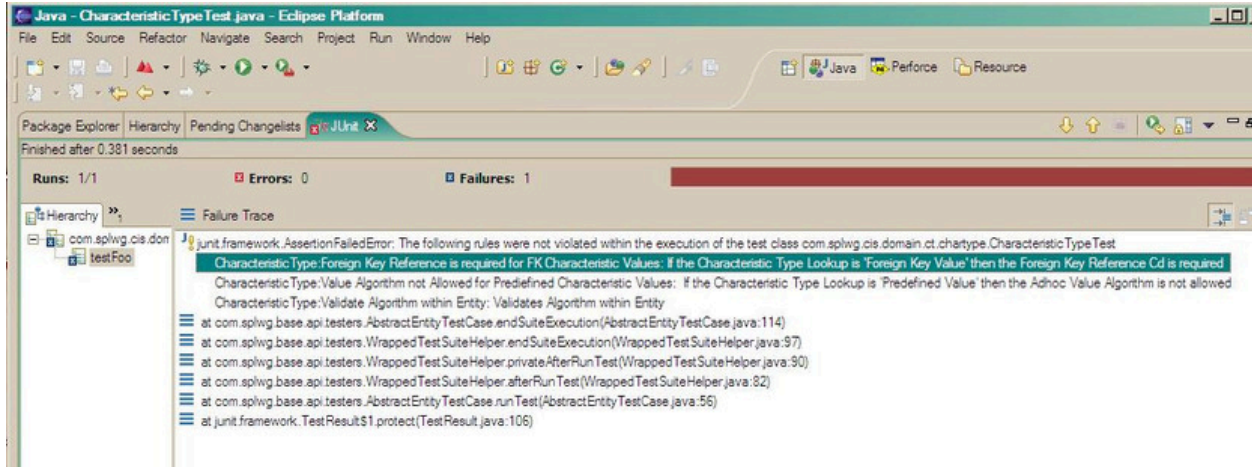 Java - CharacteristicTypeTest.java - Eclipse Platform
File Edit Source Refactor Navigate Search Project Run Window Help
Java Perforce Resource
Package Explorer Hierarchy Pending Changelists JUnit
Finished after 0.381 seconds
Runs: 1/1 Errors: 0 Failures: 1
Hierarchy »1 Failure Trace
com.splwg.cis.dom
testFoo
junit.framework.AssertionFailedError: The following rules were not violated within the execution of the test class com.splwg.cis.domain.ct.chartype.CharacteristicTypeTest
CharacteristicType:Foreign Key Reference is required for FK Characteristic Values: If the Characteristic Type Lookup is 'Foreign Key Value' then the Foreign Key Reference Cd is required
CharacteristicType:Value Algorithm not Allowed for Predefined Characteristic Values: If the Characteristic Type Lookup is 'Predefined Value' then the Adhoc Value Algorithm is not allowed
CharacteristicType:Validate Algorithm within Entity: Validates Algorithm within Entity
at com.splwg.base.api.testers.AbstractEntityTestCase.endSuiteExecution(AbstractEntityTestCase.java:114)
at com.splwg.base.api.testers.WrappedTestSuiteHelper.endSuiteExecution(WrappedTestSuiteHelper.java:97)
at com.splwg.base.api.testers.WrappedTestSuiteHelper.privateAfterRunTest(WrappedTestSuiteHelper.java:90)
at com.splwg.base.api.testers.WrappedTestSuiteHelper.afterRunTest(WrappedTestSuiteHelper.java:82)
at com.splwg.base.api.testers.AbstractEntityTestCase.runTest(AbstractEntityTestCase.java:56)
at junit.framework.TestResult$1.protect(TestResult.java:106)